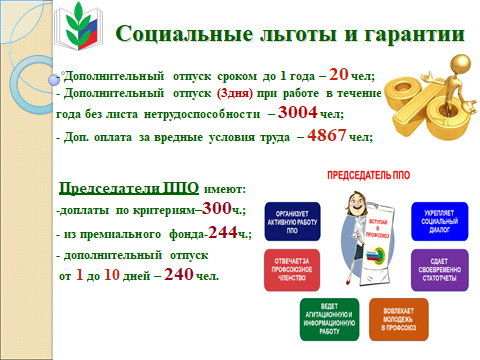 Социальные льготы и гарантии
- Дополнительный отпуск сроком до 1 года – 20 чел;
- Дополнительный отпуск (3дня) при работе в течение
года без листа нетрудоспособности – 3004 чел;
- Доп. оплата за вредные условия труда – 4867 чел;
Председатели ППО имеют:
-доплаты по критериям–300ч.;
- из премиального фонда-244ч.;
- дополнительный отпуск
от 1 до 10 дней – 240 чел.
ПРЕДСЕДАТЕЛЬ ППО
ОРГАНИЗУЕТ
АКТИВНУЮ РАБОТУ
ППО
ВСТУПАЙ
В
ПРОФСОЮЗ
УКРЕПЛЯЕТ
СОЦИАЛЬНЫЙ
ДИАЛОГ
ОТВЕЧАЕТ ЗА
ПРОФСОЮЗНОЕ
ЧЛЕНСТВО
СДАЕТ
СВОЕВРЕМЕННО
СТАТОТЧЕТЫ
ВЕДЕТ
АГИТАЦИОННУЮ И
ИНФОРМАЦИОННУЮ
РАБОТУ
ВОВЛЕКАЕТ
МОЛОДЕЖЬ
В ПРОФСОЮЗ